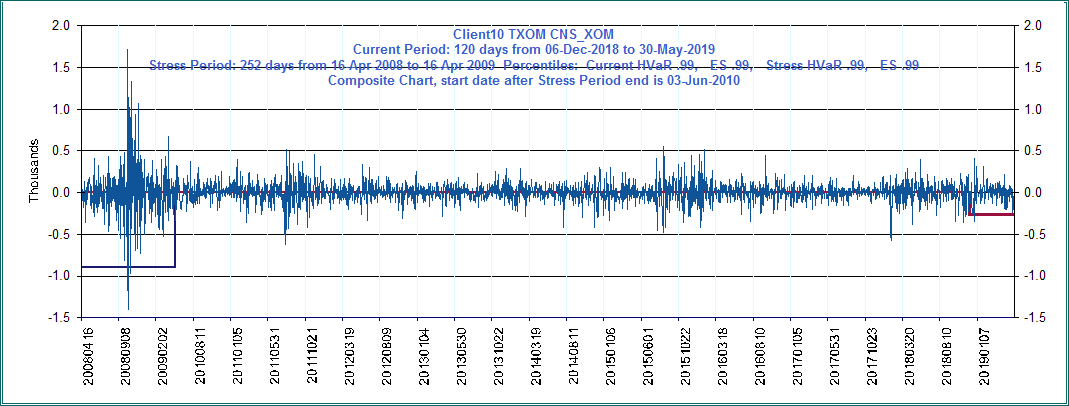 Client10 TXOM CNS_XOM
Current Period: 120 days from 06-Dec-2018 to 30-May-2019
Stress Period: 252 days from 16 Apr 2008 to 16 Apr 2009 Percentiles: Current HVaR .99, ES .99, Stress HVaR .99, ES .99
Composite Chart, start date after Stress Period end is 03-Jun-2010
2.0 2.0
1.5 1.5
1.0 1.0
0.5 0.5
0.0 0.0
-0.5 -0.5
-1.0 -1.0
-1.5 -1.5
Thousands
20080416 20080908 20090202 20100811 20110105 20110531 20111021 20120319 20120809 20130104 20130530 20131022 20140319 20140811 20150106 20150601 20151022 20160318 20160810 20170105 20170531 20171023 20180320 20180810 20190107